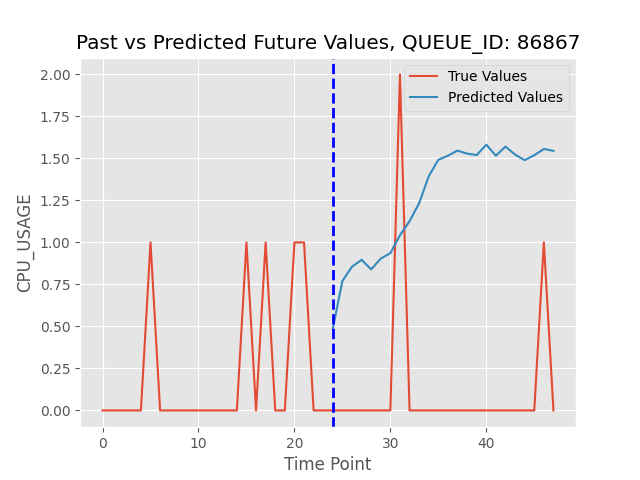 Past vs Predicted Future Values, QUEUE_ID: 86867
True Values
Predicted Values
CPU_USAGE
2.00
1.75
1.50
1.25
1.00
0.75
0.50
0.25
0.00
0 10 20 30 40
Time Point